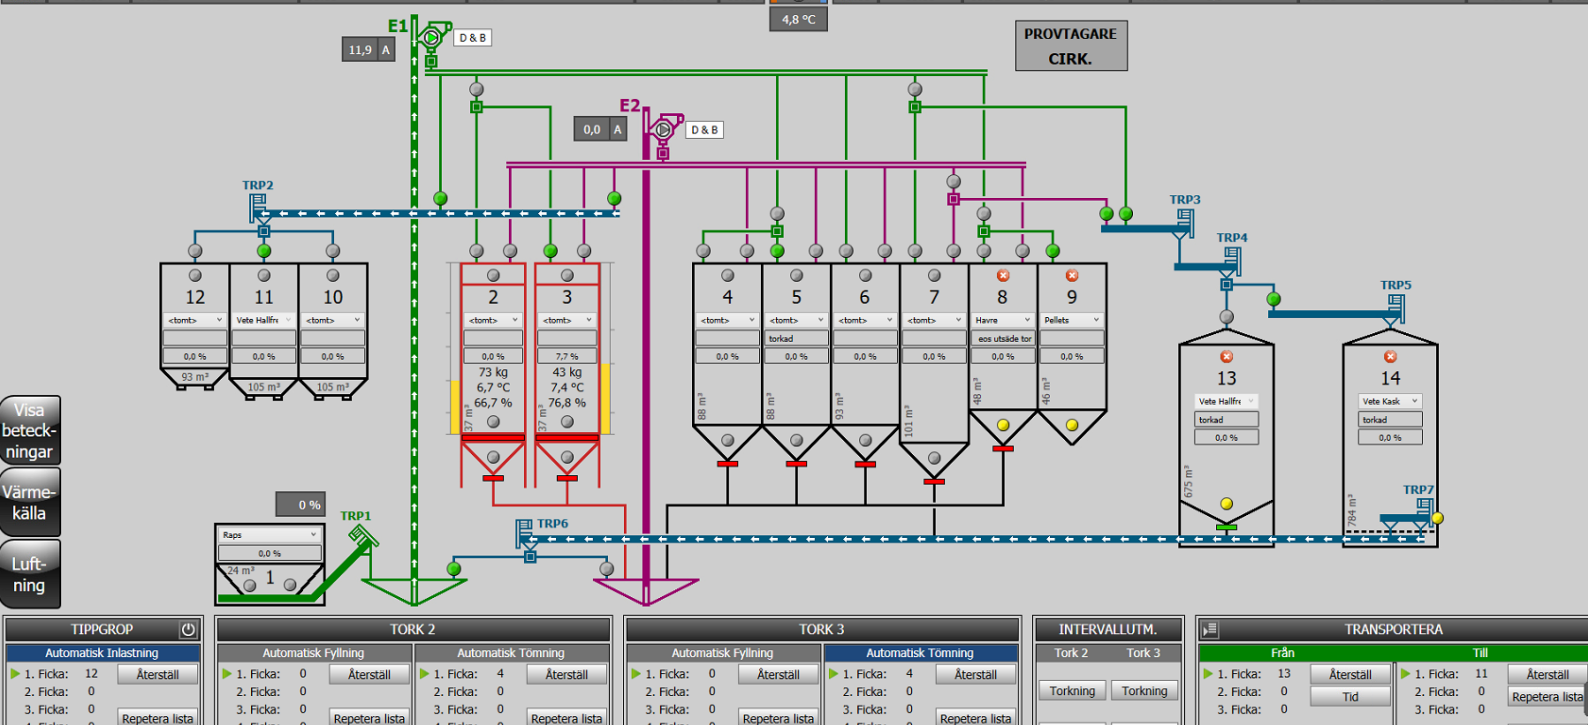 4,8 °C
E1
D & B
11,9 A
PROVTAGARE
CIRK.
E2
0,0 A
D & B
TRP2
TRP3
TRP4
TRP5
12
11
10
<tomt>
Vete Hallfre
<tomt>
0,0 %
0,0 %
0,0 %
93 m³
105 m³
105 m³
2
3
<tomt>
<tomt>
0,0 %
7,7 %
73 kg
43 kg
6,7 °C
7,4 °C
66,7 %
76,8 %
37 m³
37 m³
4
5
6
7
8
9
<tomt>
<tomt>
<tomt>
<tomt>
Havre
Pellets
torkad
eos utsäde tor
0,0 %
0,0 %
0,0 %
0,0 %
0,0 %
0,0 %
88 m³
88 m³
93 m³
101 m³
48 m³
46 m³
13
14
Vete Hallfre
Vete Kask
torkad
torkad
0,0 %
0,0 %
675 m³
784 m³
TRP7
Visa
beteck-
ningar
Värme-
källa
Luft-
ning
0 %
TRP1
TRP6
Raps
0,0 %
24 m³
1
TIPPGROP
Automatisk Inlastning
1. Ficka: 12 Återställ
2. Ficka: 0
3. Ficka: 0 Repetera lista
TORK 2
Automatisk Fyllning
1. Ficka: 0 Återställ
2. Ficka: 0
3. Ficka: 0 Repetera lista
Automatisk Tömning
1. Ficka: 4 Återställ
2. Ficka: 0
3. Ficka: 0 Repetera lista
TORK 3
Automatisk Fyllning
1. Ficka: 0 Återställ
2. Ficka: 0
3. Ficka: 0 Repetera lista
Automatisk Tömning
1. Ficka: 4 Återställ
2. Ficka: 0
3. Ficka: 0 Repetera lista
INTERVALLUTM.
Tork 2 Tork 3
Torkning Torkning
TRANSPORTERA
Från
1. Ficka: 13 Återställ
2. Ficka: 0 Tid
3. Ficka: 0
Till
1. Ficka: 11 Återställ
2. Ficka: 0 Repetera lista
3. Ficka: 0